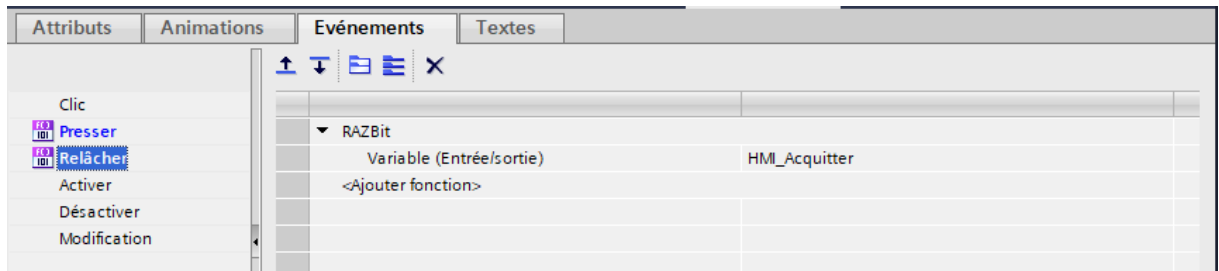 Attributs Animations Evénements Textes
Clic
Presser
Relâcher
Activer
Désactiver
Modification
RAZBit
Variable (Entrée/sortie) HMI_Acquitter
<Ajouter fonction>